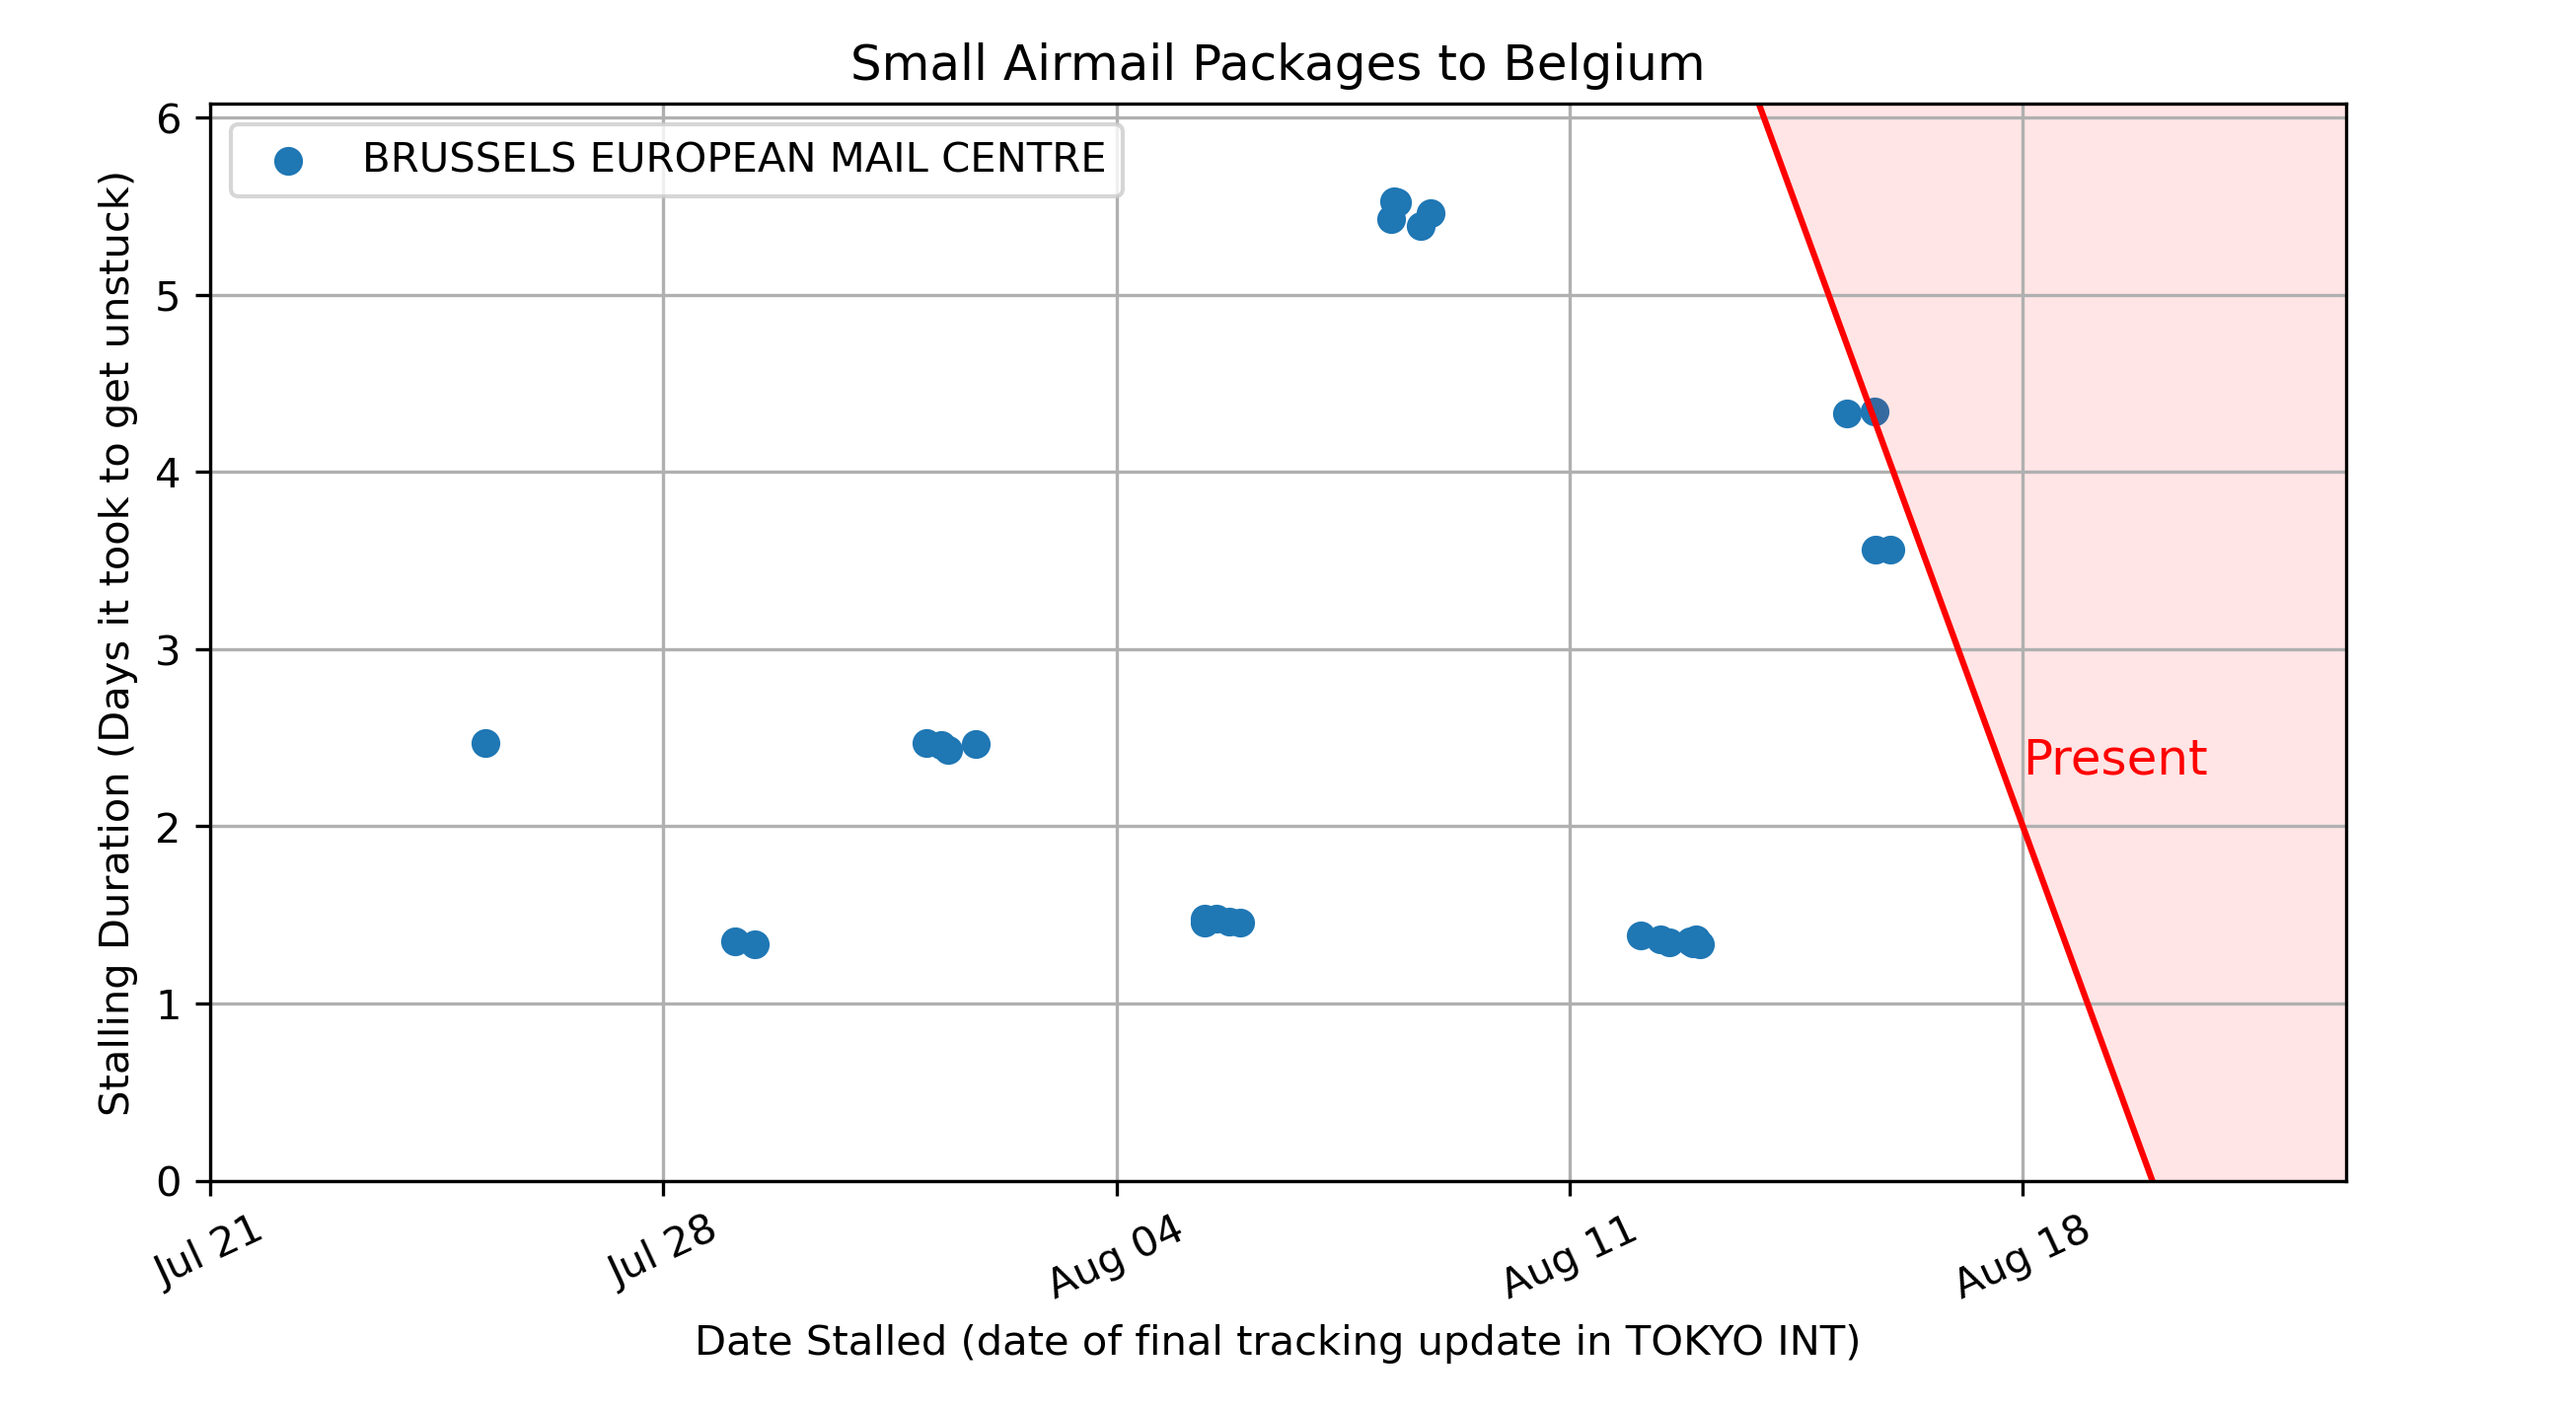 Small Airmail Packages to Belgium
BRUSSELS EUROPEAN MAIL CENTRE
Stalling Duration (Days it took to get unstuck)
6
5
4
3
2
1
0
Present
Jul 21
Jul 28
Aug 04
Aug 11
Aug 18
Date Stalled (date of final tracking update in TOKYO INT)